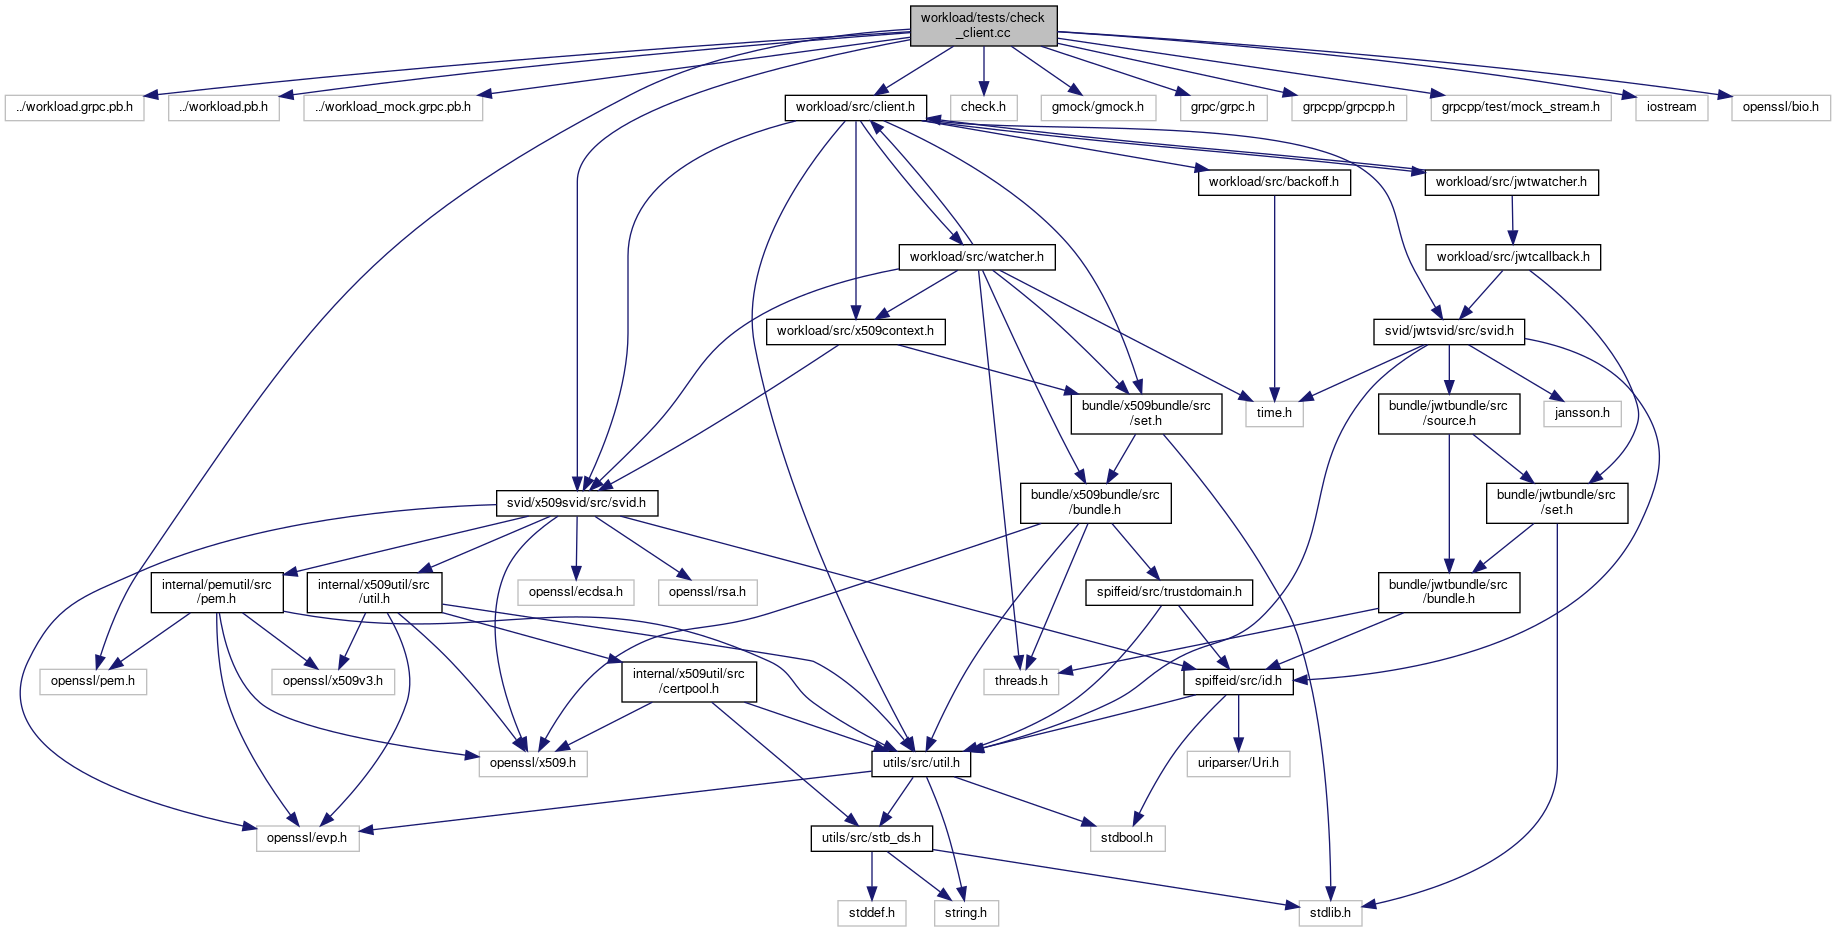 workload/tests/check
_client.cc
../workload.grpc.pb.h
../workload.pb.h
../workload_mock.grpc.pb.h
workload/src/client.h
check.h
gmock/gmock.h
grpc/grpc.h
grpcpp/grpcpp.h
grpcpp/test/mock_stream.h
iostream
openssl/bio.h
workload/src/backoff.h
workload/src/jwtwatcher.h
workload/src/watcher.h
workload/src/jwtcallback.h
workload/src/x509context.h
svid/jwtsvid/src/svid.h
bundle/x509bundle/src
/set.h
time.h
bundle/jwtbundle/src
/source.h
jansson.h
svid/x509svid/src/svid.h
bundle/x509bundle/src
/bundle.h
bundle/jwtbundle/src
/set.h
internal/pemutil/src
/pem.h
internal/x509util/src
/util.h
openssl/ecdsa.h
openssl/rsa.h
spiffeid/src/trustdomain.h
bundle/jwtbundle/src
/bundle.h
openssl/pem.h
openssl/x509v3.h
internal/x509util/src
/certpool.h
threads.h
spiffeid/src/id.h
openssl/x509.h
utils/src/util.h
uriparser/Uri.h
openssl/evp.h
utils/src/stb_ds.h
stdbool.h
stddef.h
string.h
stdlib.h